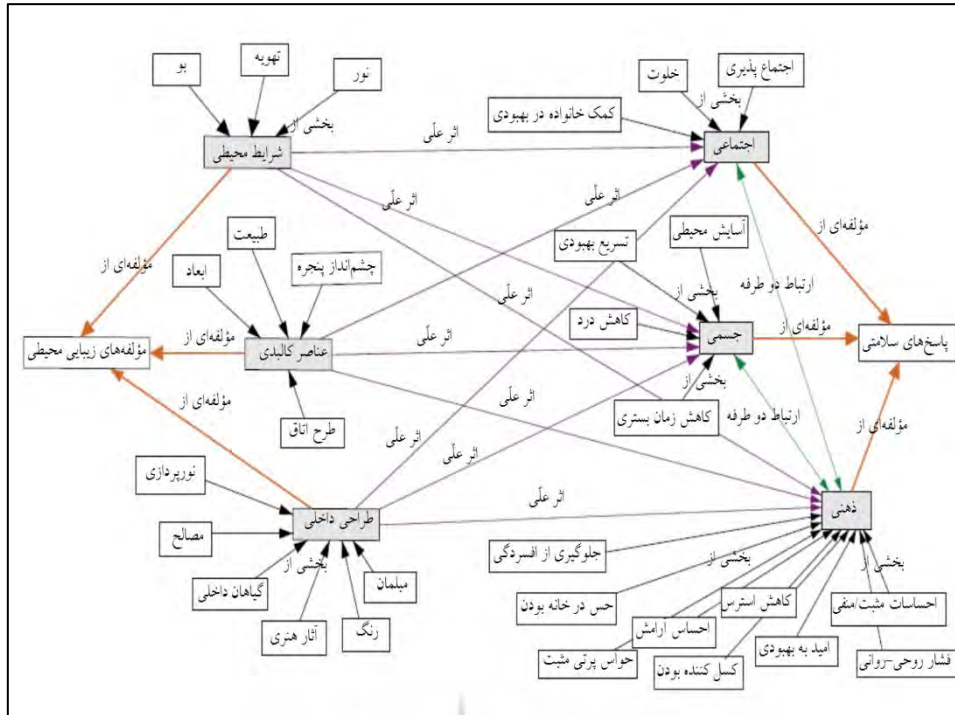 تهویه
بو
نور
اجتماع پذیری
خلوت
بخشی از
کمک خانواده در بهبودی
بخشی از
شرایط محیطی
اثر علّی
اجتماعی
اثر علّی
اثر علّی
طبیعت
تسریع بهبودی
آسایش محیطی
مؤلفه‌ای از
ابعاد
چشم‌انداز پنجره
مؤلفه‌ای از
ارتباط دو طرفه
بخشی از
اثر علّی
کاهش درد
مؤلفه‌های زیبایی محیطی
مؤلفه‌ای از
عناصر کالبدی
اثر علّی
جسمی
مؤلفه‌ای از
پاسخ‌های سلامتی
بخشی از
مؤلفه‌ای از
اثر علّی
کاهش زمان بستری
ارتباط دو طرفه
طرح اتاق
اثر علّی
مؤلفه‌ای از
نورپردازی
اثر علّی
طراحی داخلی
اثر علّی
ذهنی
مصالح
بخشی از
جلوگیری از افسردگی
بخشی از
بخشی از
گیاهان داخلی
مبلمان
حس در خانه بودن
کاهش استرس
احساسات مثبت/منفی
آثار هنری
رنگ
احساس ارامش
امید به بهبودی
حواس پرتی مثبت
کسل کننده بودن
فشار روحی-روانی